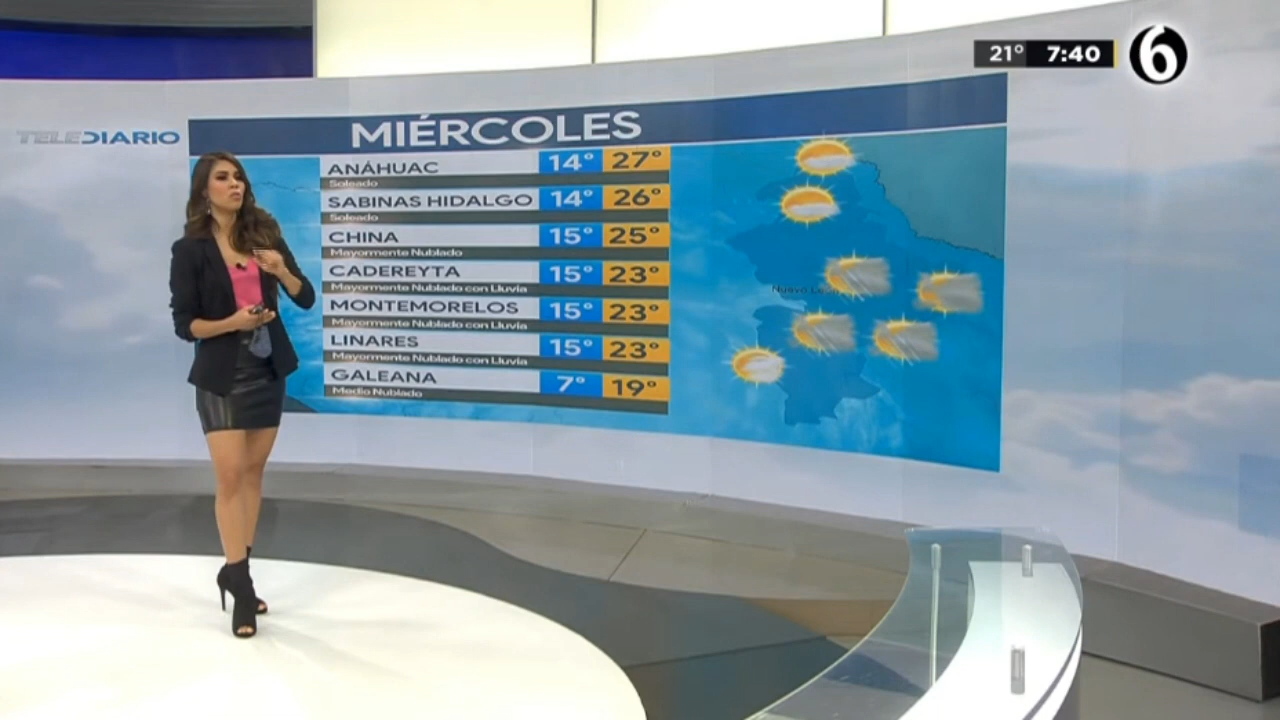 21° 7:40 6
TELEDIARIO
MIÉRCOLES
ANÁHUAC 14° 27°
Soleado
SABINAS HIDALGO 14° 26°
Soleado
CHINA 15° 25°
Mayormente Nublado
CADEREYTA 15° 23°
Mayormente Nublado con Lluvia
MONTEMORELOS 15° 23°
Mayormente Nublado con Lluvia
LINARES 15° 23°
Mayormente Nublado con Lluvia
GALEANA 7° 19°
Medio Nublado
Nuevo León